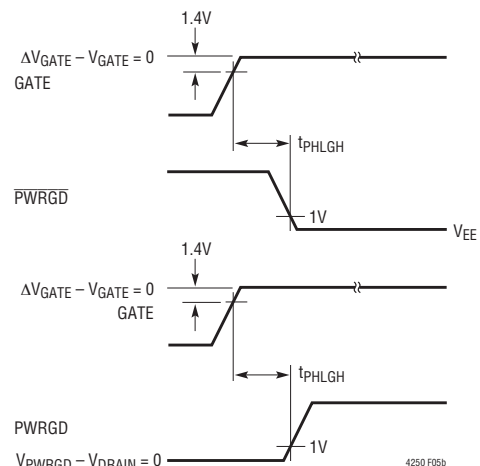 1.4V
ΔVGATE – VGATE = 0
GATE
tPHLGH
PWRGD
1V
VEE
1.4V
ΔVGATE – VGATE = 0
GATE
tPHLGH
PWRGD
1V
VPWRGD – VDRAIN = 0
4250 F05b